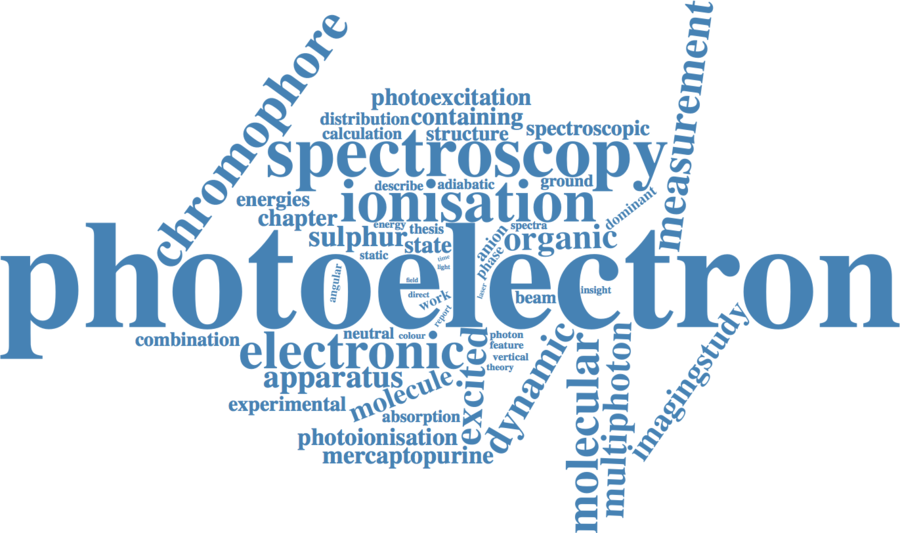 chromophore
measurement
photoexcitation
distribution
containing
calculation
structure
spectroscopic
spectroscopy
describe
adiabatic
ground
energies
ionisation
dominant
chapter
energy
thesis
spectra
sulphur
state
anion
organic
static
time
light
phase
photoelectron
angular
field
direct
work
laser
beam
insight
report
combination
neutral
colour
photon
feature
electronic
vertical
theory
apparatus
molecule
excited
dynamic
molecular
multiphoton
imagingstudy
experimental
absorption
photoionisation
mercaptopurine